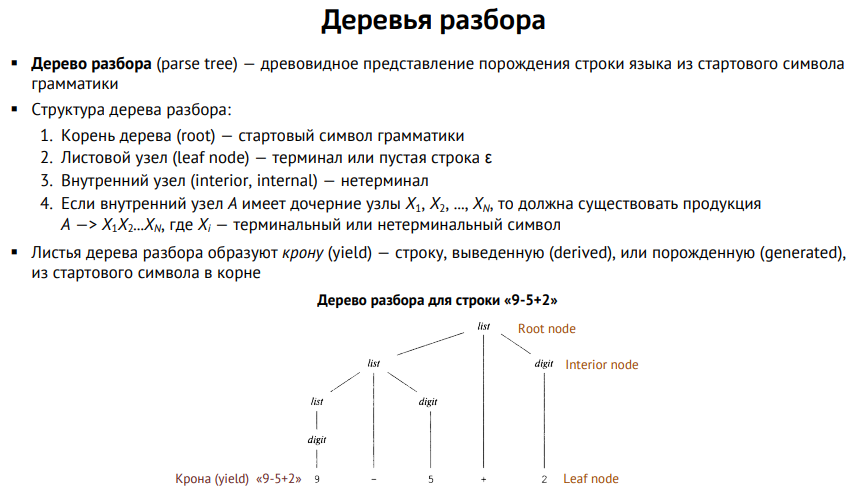 Деревья разбора
▪ Дерево разбора (parse tree) — древовидное представление порождения строки языка из стартового символа
грамматики
▪ Структура дерева разбора:
1. Корень дерева (root) — стартовый символ грамматики
2. Листовой узел (leaf node) — терминал или пустая строка ε
3. Внутренний узел (interior, internal) — нетерминал
4. Если внутренний узел A имеет дочерние узлы X1, X2, ..., XN, то должна существовать продукция
A —> X1X2...XN, где Xi — терминальный или нетерминальный символ
▪ Листья дерева разбора образуют крону (yield) — строку, выведенную (derived), или порожденную (generated),
из стартового символа в корне
Дерево разбора для строки «9-5+2»
list Root node
list digit Interior node
list digit
digit
Крона (yield) «9-5+2» 9 – 5 + 2 Leaf node